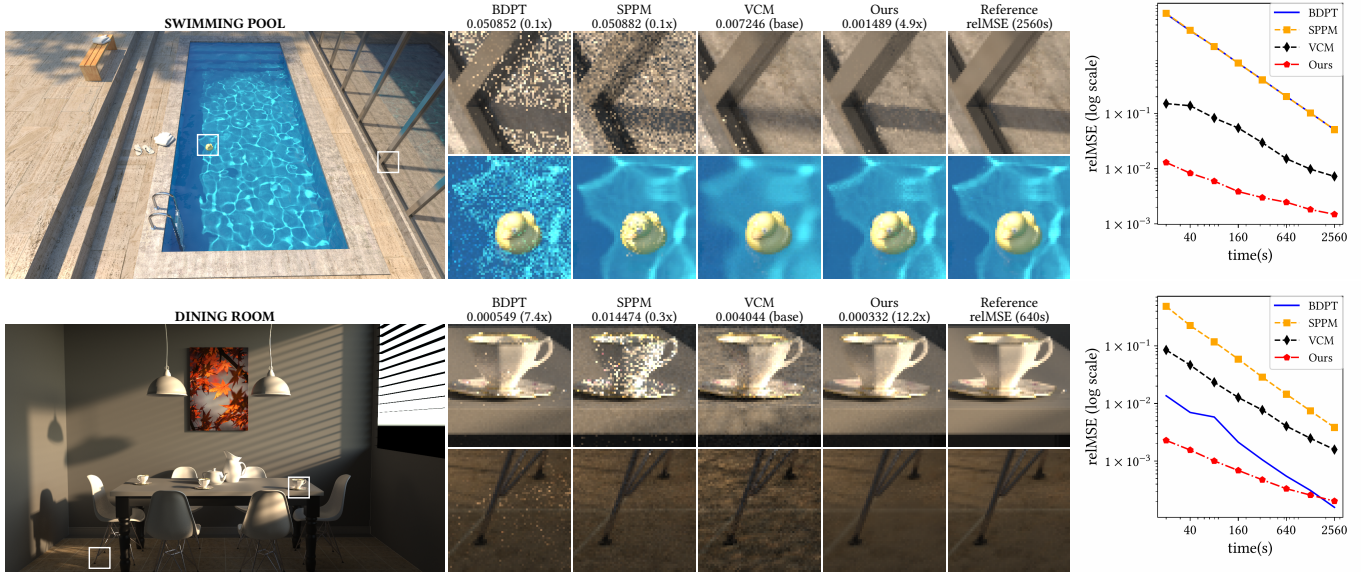 SWIMMING POOL
BDPT
0.050852 (0.1x)
SPPM
0.050882 (0.1x)
VCM
0.007246 (base)
Ours
0.001489 (4.9x)
Reference
relMSE (2560s)
relMSE (log scale)
1 × 10⁻¹
1 × 10⁻²
1 × 10⁻³
BDPT
SPPM
VCM
Ours
40 160 640 2560
time(s)
DINING ROOM
BDPT
0.000549 (7.4x)
SPPM
0.014474 (0.3x)
VCM
0.004044 (base)
Ours
0.000332 (12.2x)
Reference
relMSE (640s)
relMSE (log scale)
1 × 10⁻¹
1 × 10⁻²
1 × 10⁻³
BDPT
SPPM
VCM
Ours
40 160 640 2560
time(s)